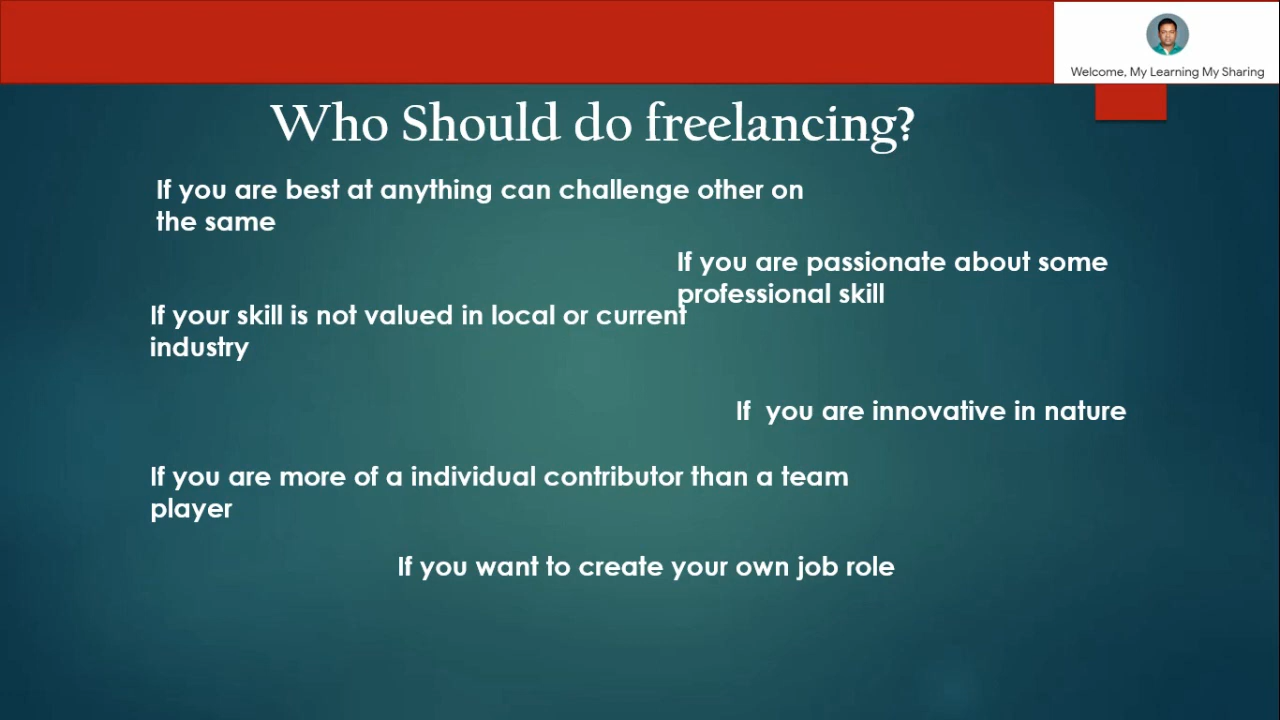 Welcome, My Learning My Sharing
Who Should do freelancing?
If you are best at anything can challenge other on
the same
If you are passionate about some
professional skill
If your skill is not valued in local or current
industry
If  you are innovative in nature
If you are more of a individual contributor than a team
player
If you want to create your own job role